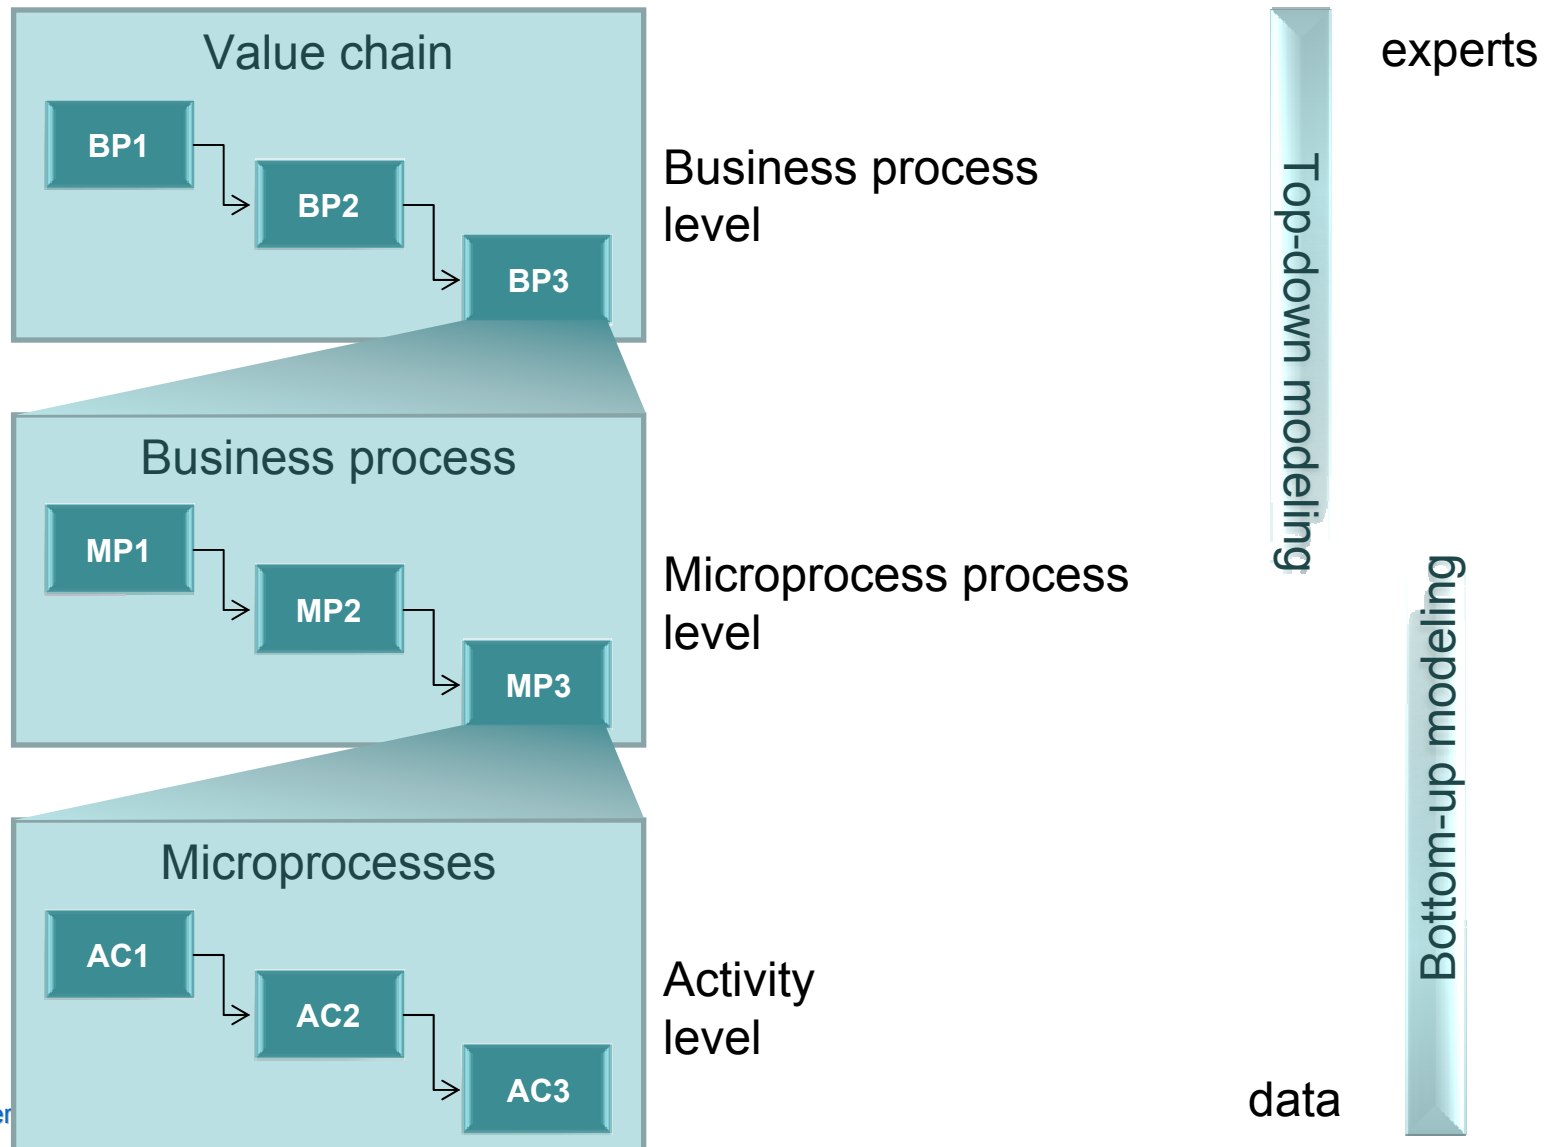 Value chain
BP1
BP2
BP3
Business process
level
experts
Top-down modeling
Business process
MP1
MP2
MP3
Microprocess process
level
Bottom-up modeling
Microprocesses
AC1
AC2
AC3
Activity
level
data